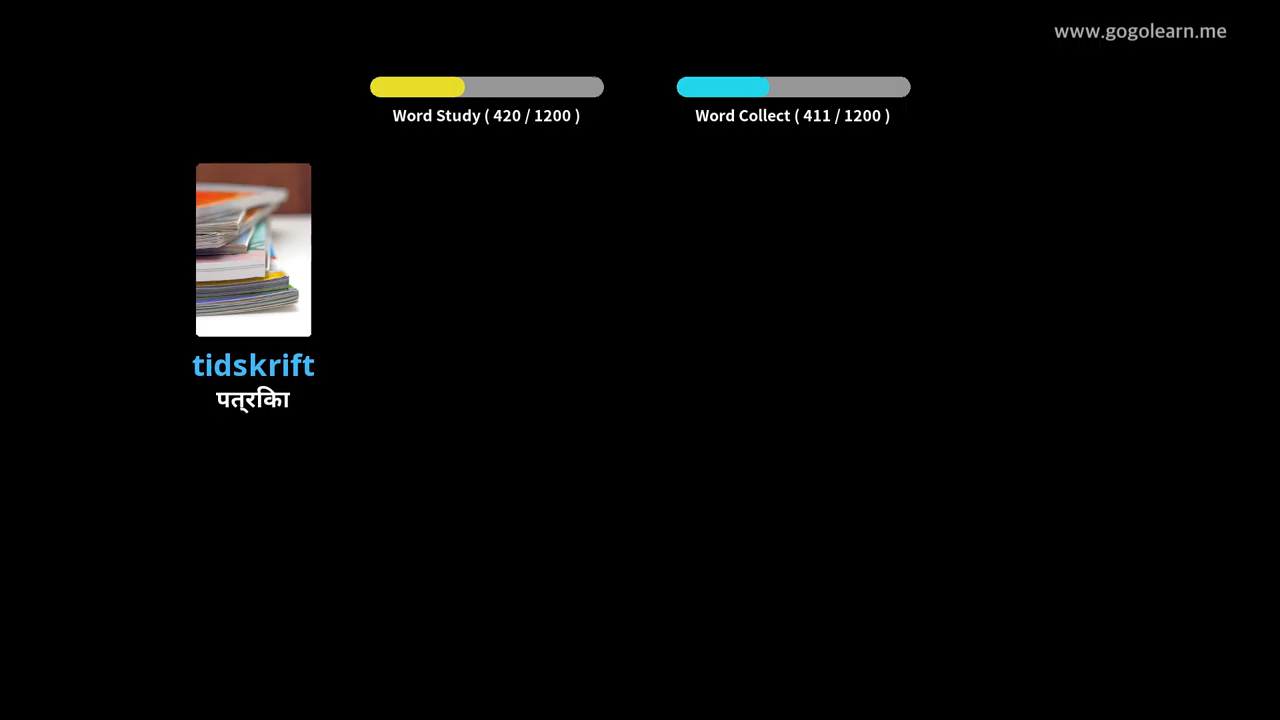 www.gogolearn.me
Word Study ( 420 / 1200 )
Word Collect ( 411 / 1200 )
tidskrift
पत्रिका